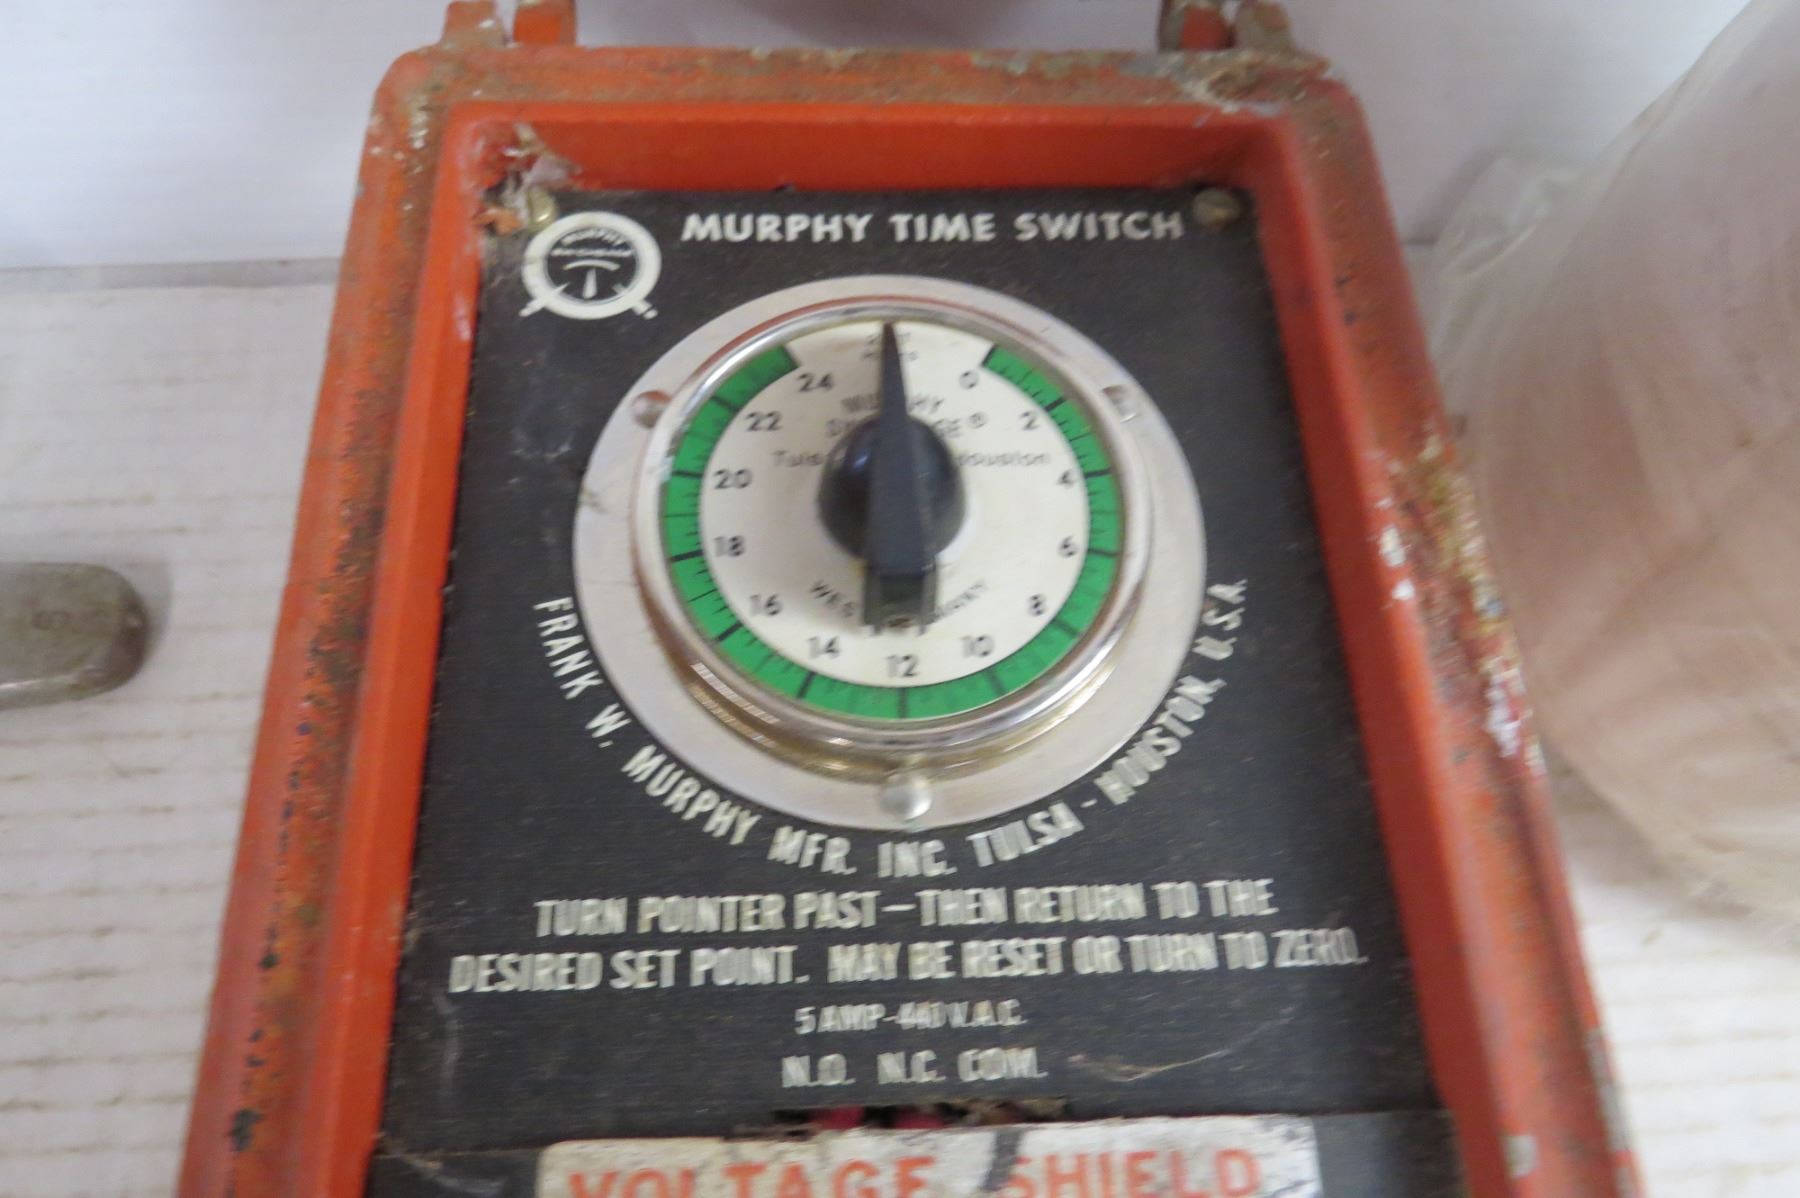 MURPHY
MURPHY TIME SWITCH
24 0
22 2
20 4
18 6
16 8
14 12 10
FRANK W. MURPHY MFR. INC. TULSA - HOUSTON, U.S.A.
TURN POINTER PAST—THEN RETURN TO THE
DESIRED SET POINT. MAY BE RESET OR TURN TO ZERO.
5 AMP-440 V.A.C.
N.O. N.C. COM.
VOLTAGE SHIELD